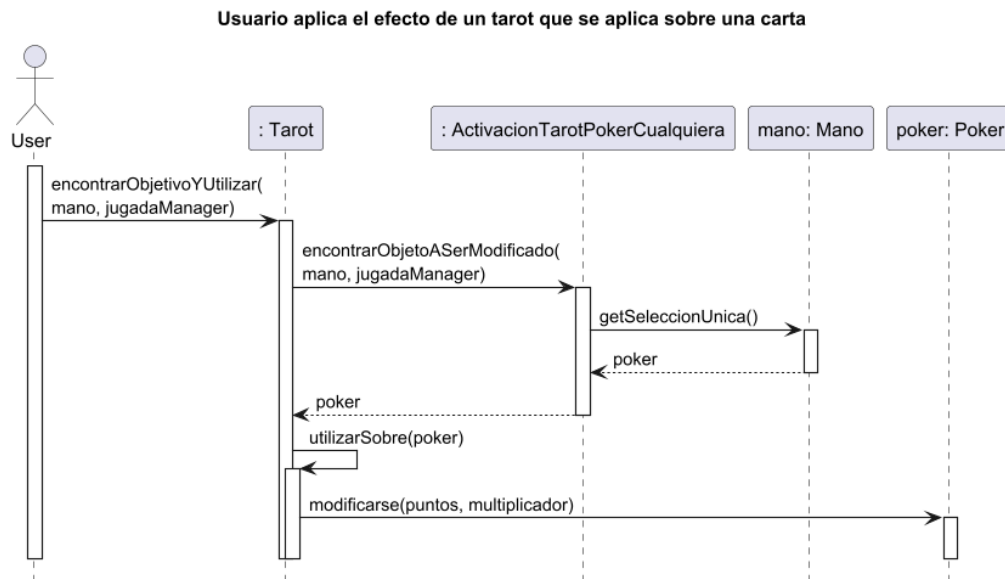 Usuario aplica el efecto de un tarot que se aplica sobre una carta
User
: Tarot
: ActivacionTarotPokerCualquiera
mano: Mano
poker: Poker
encontrarObjetivoYUtilizar(
mano, jugadaManager)
encontrarObjetoASerModificado(
mano, jugadaManager)
getSeleccionUnica()
poker
poker
utilizarSobre(poker)
modificarse(puntos, multiplicador)